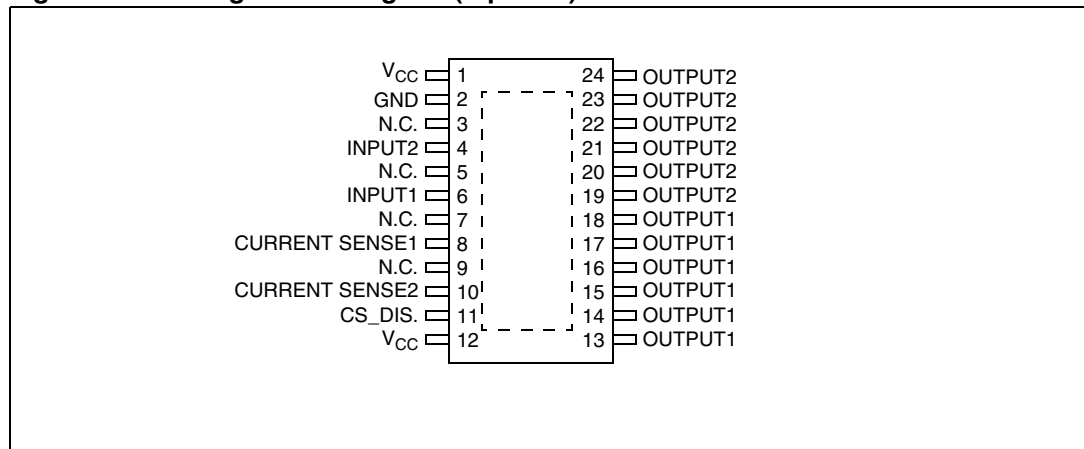 VCC 1 24 OUTPUT2
GND 2 23 OUTPUT2
N.C. 3 22 OUTPUT2
INPUT2 4 21 OUTPUT2
N.C. 5 20 OUTPUT2
INPUT1 6 19 OUTPUT2
N.C. 7 18 OUTPUT1
CURRENT SENSE1 8 17 OUTPUT1
N.C. 9 16 OUTPUT1
CURRENT SENSE2 10 15 OUTPUT1
CS_DIS. 11 14 OUTPUT1
VCC 12 13 OUTPUT1